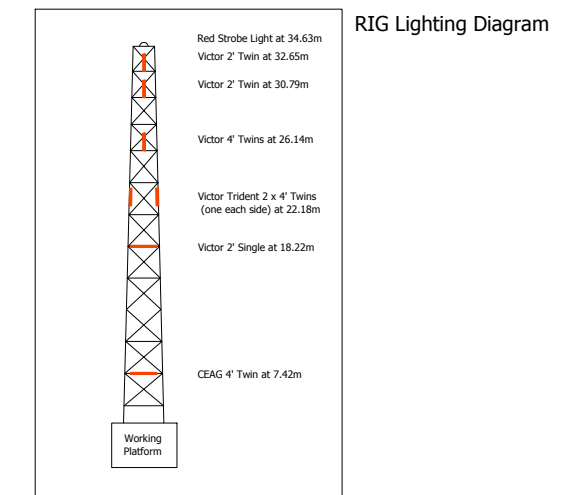 RIG Lighting Diagram
Red Strobe Light at 34.63m
Victor 2' Twin at 32.65m
Victor 2' Twin at 30.79m
Victor 4' Twins at 26.14m
Victor Trident 2 x 4' Twins
(one each side) at 22.18m
Victor 2' Single at 18.22m
CEAG 4' Twin at 7.42m
Working
Platform